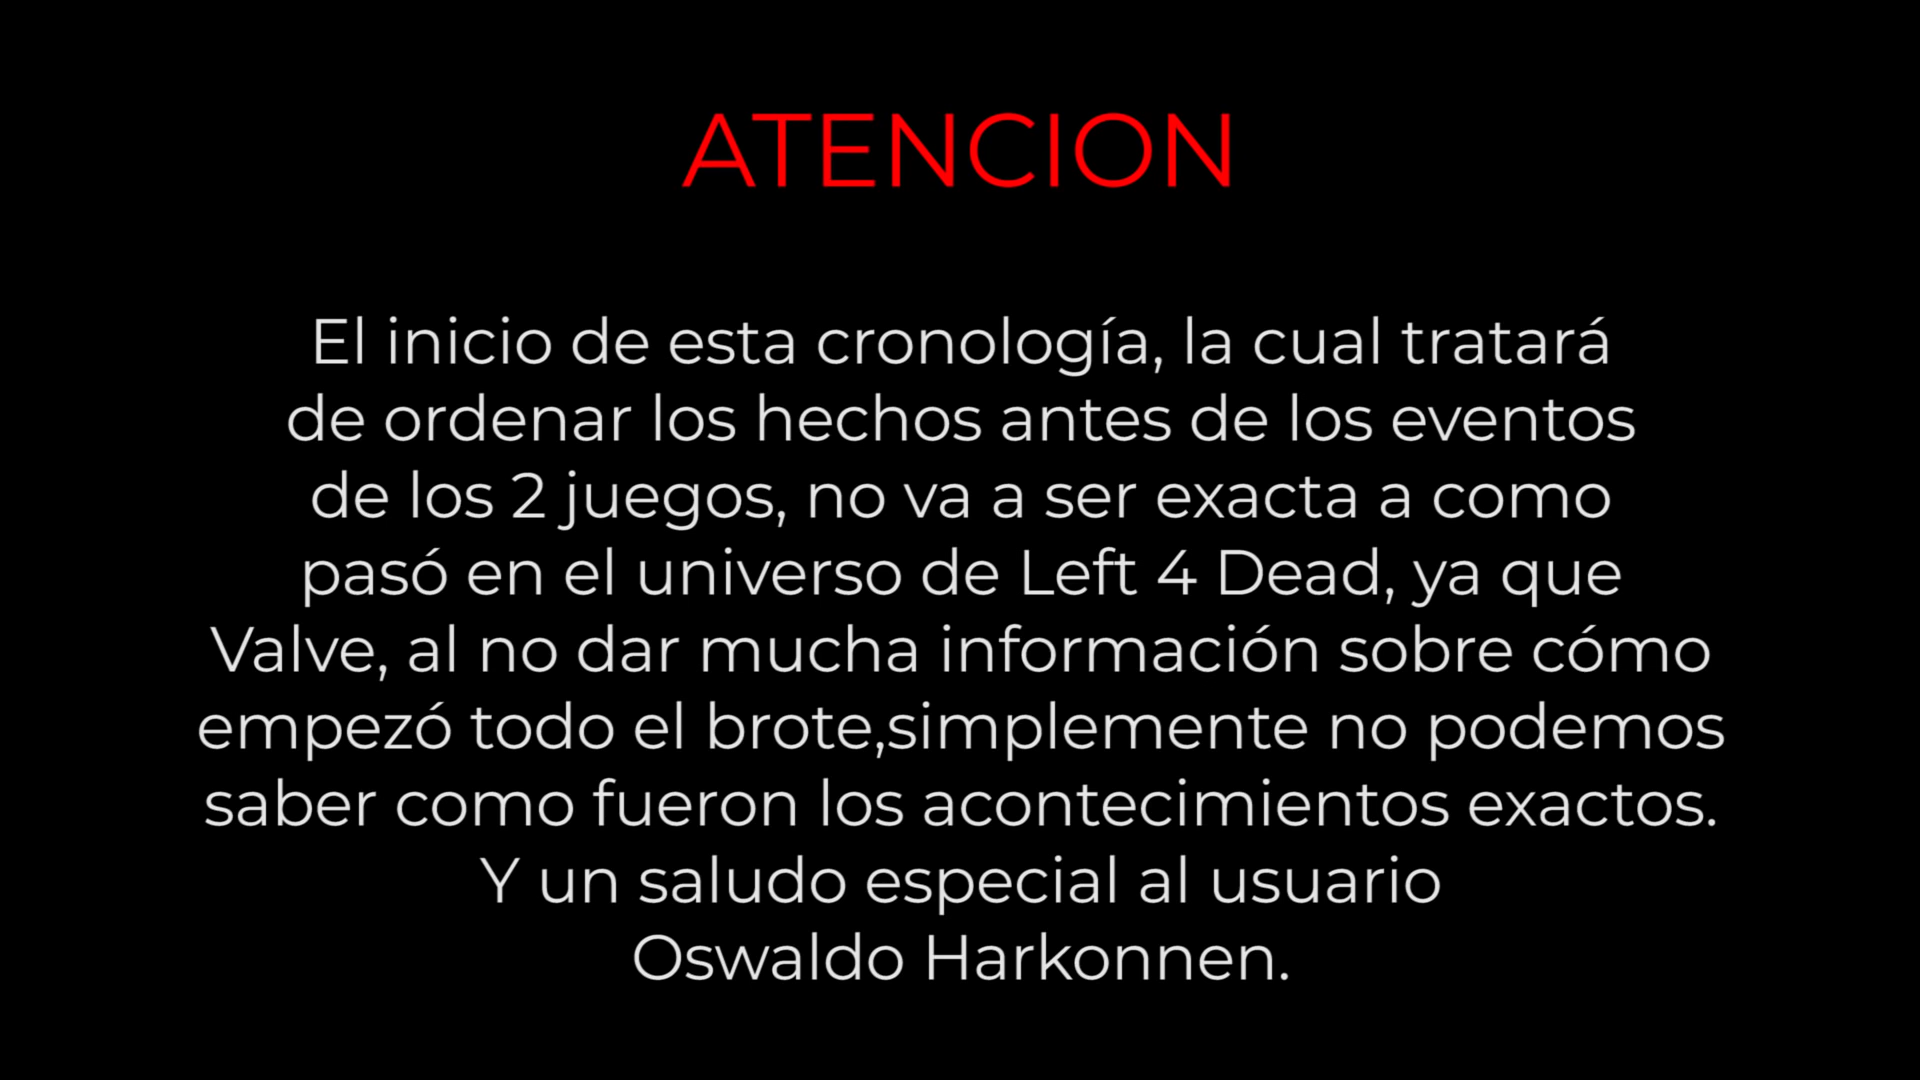 ATENCION
El inicio de esta cronología, la cual tratará
de ordenar los hechos antes de los eventos
de los 2 juegos, no va a ser exacta a como
pasó en el universo de Left 4 Dead, ya que
Valve, al no dar mucha información sobre cómo
empezó todo el brote,simplemente no podemos
saber como fueron los acontecimientos exactos.
Y un saludo especial al usuario
Oswaldo Harkonnen.